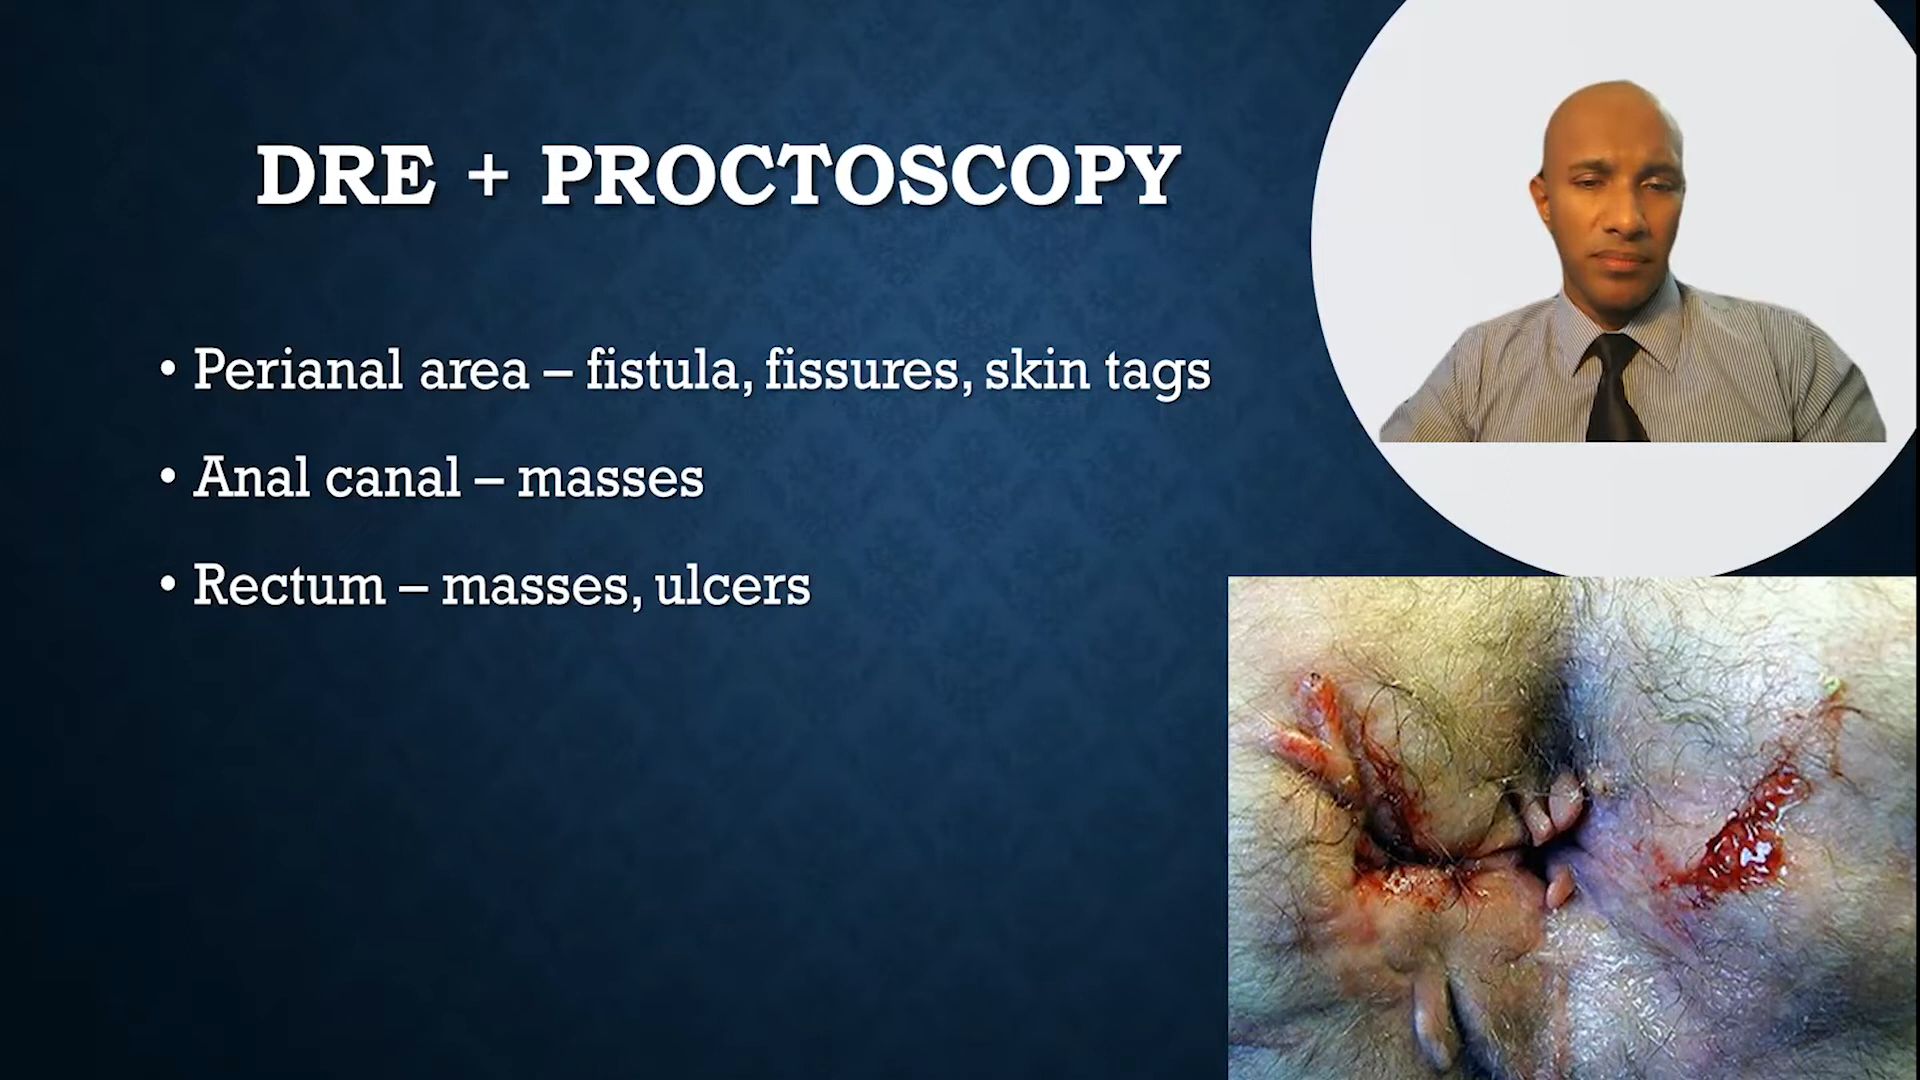 DRE + PROCTOSCOPY
• Perianal area – fistula, fissures, skin tags
• Anal canal – masses
• Rectum – masses, ulcers